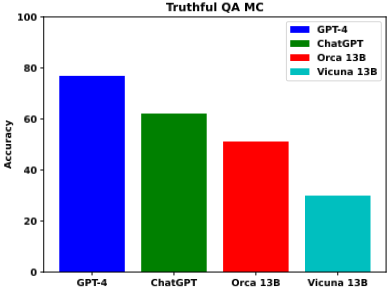 Truthful QA MC
100
80
60
40
20
0
Accuracy
GPT-4
ChatGPT
Orca 13B
Vicuna 13B
GPT-4 ChatGPT Orca 13B Vicuna 13B